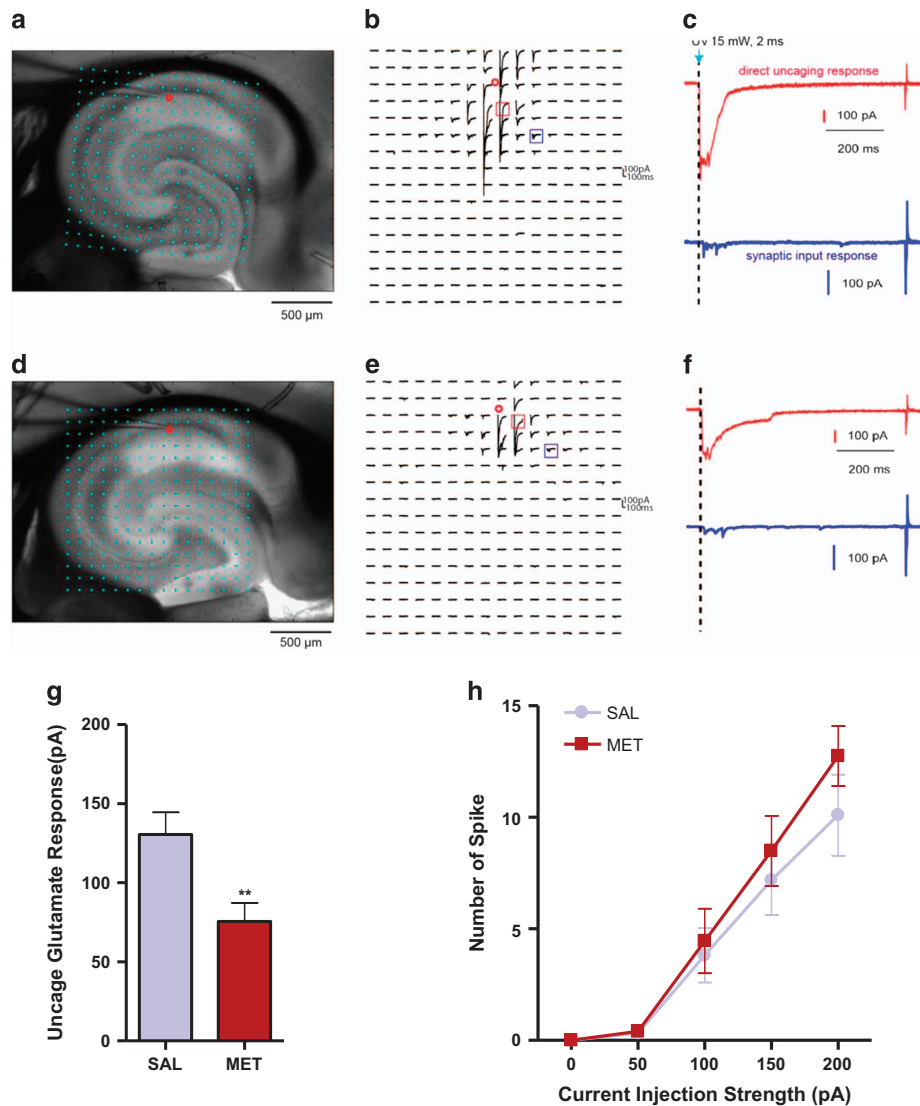 a
500 µm
b
100pA
100ms
c
UV 15 mW, 2 ms
direct uncaging response
100 pA
200 ms
synaptic input response
100 pA
d
500 µm
e
100pA
100ms
f
100 pA
200 ms
100 pA
g
Uncage Glutamate Response(pA)
200
150
100
50
0
**
SAL
MET
h
SAL
MET
Number of Spike
15
10
5
0
0
50
100
150
200
Current Injection Strength (pA)